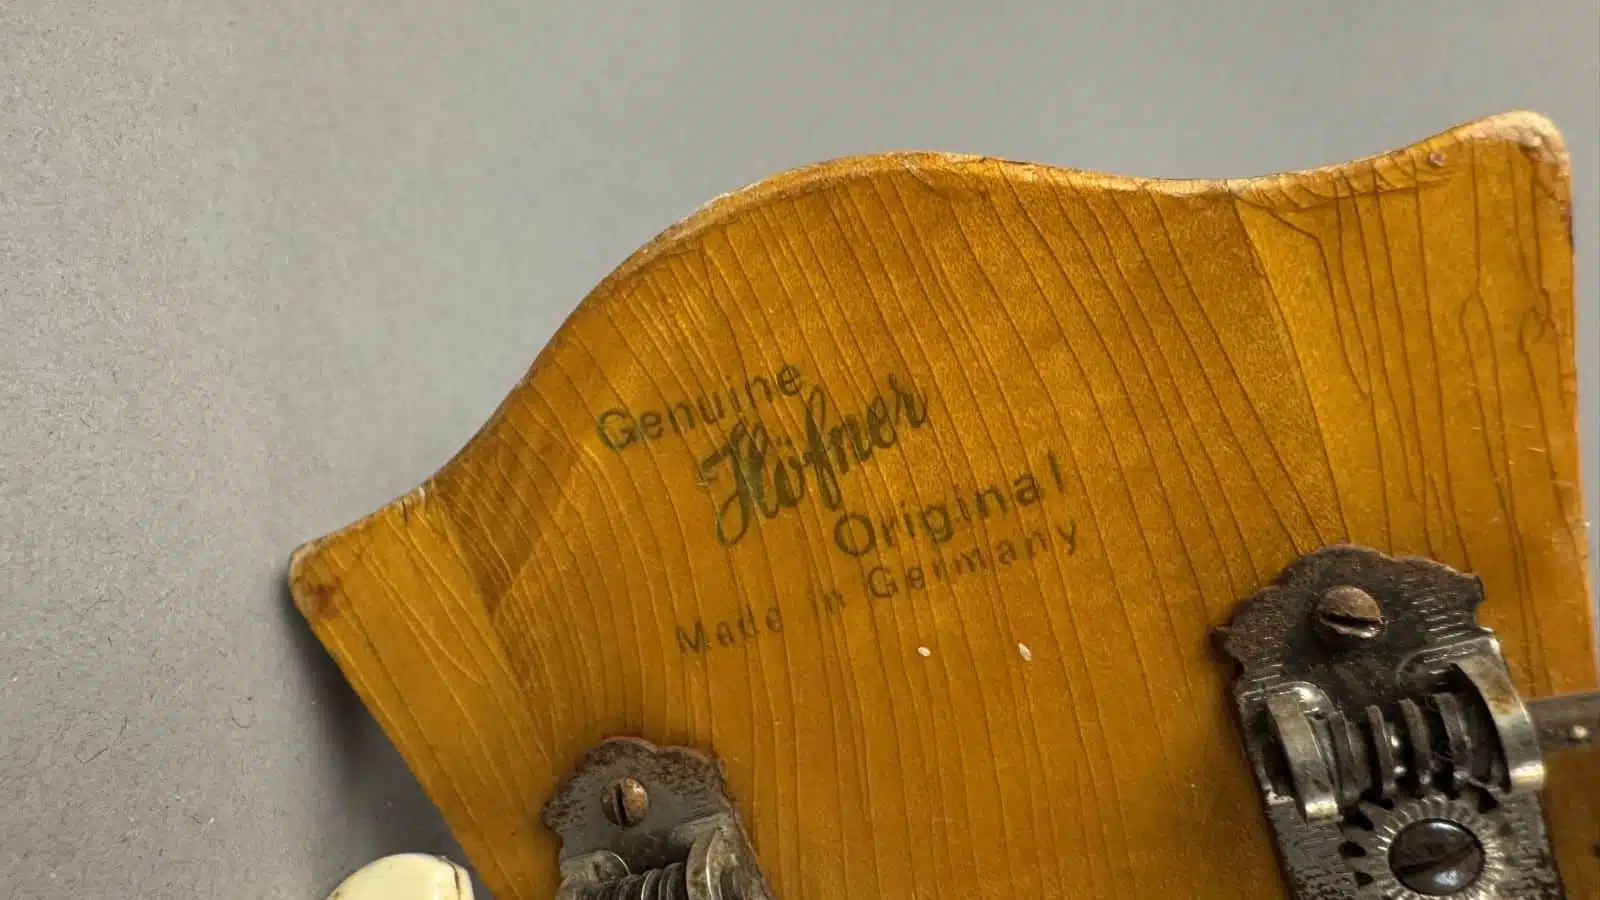 Genuine
Höfner
Original
Made in Germany